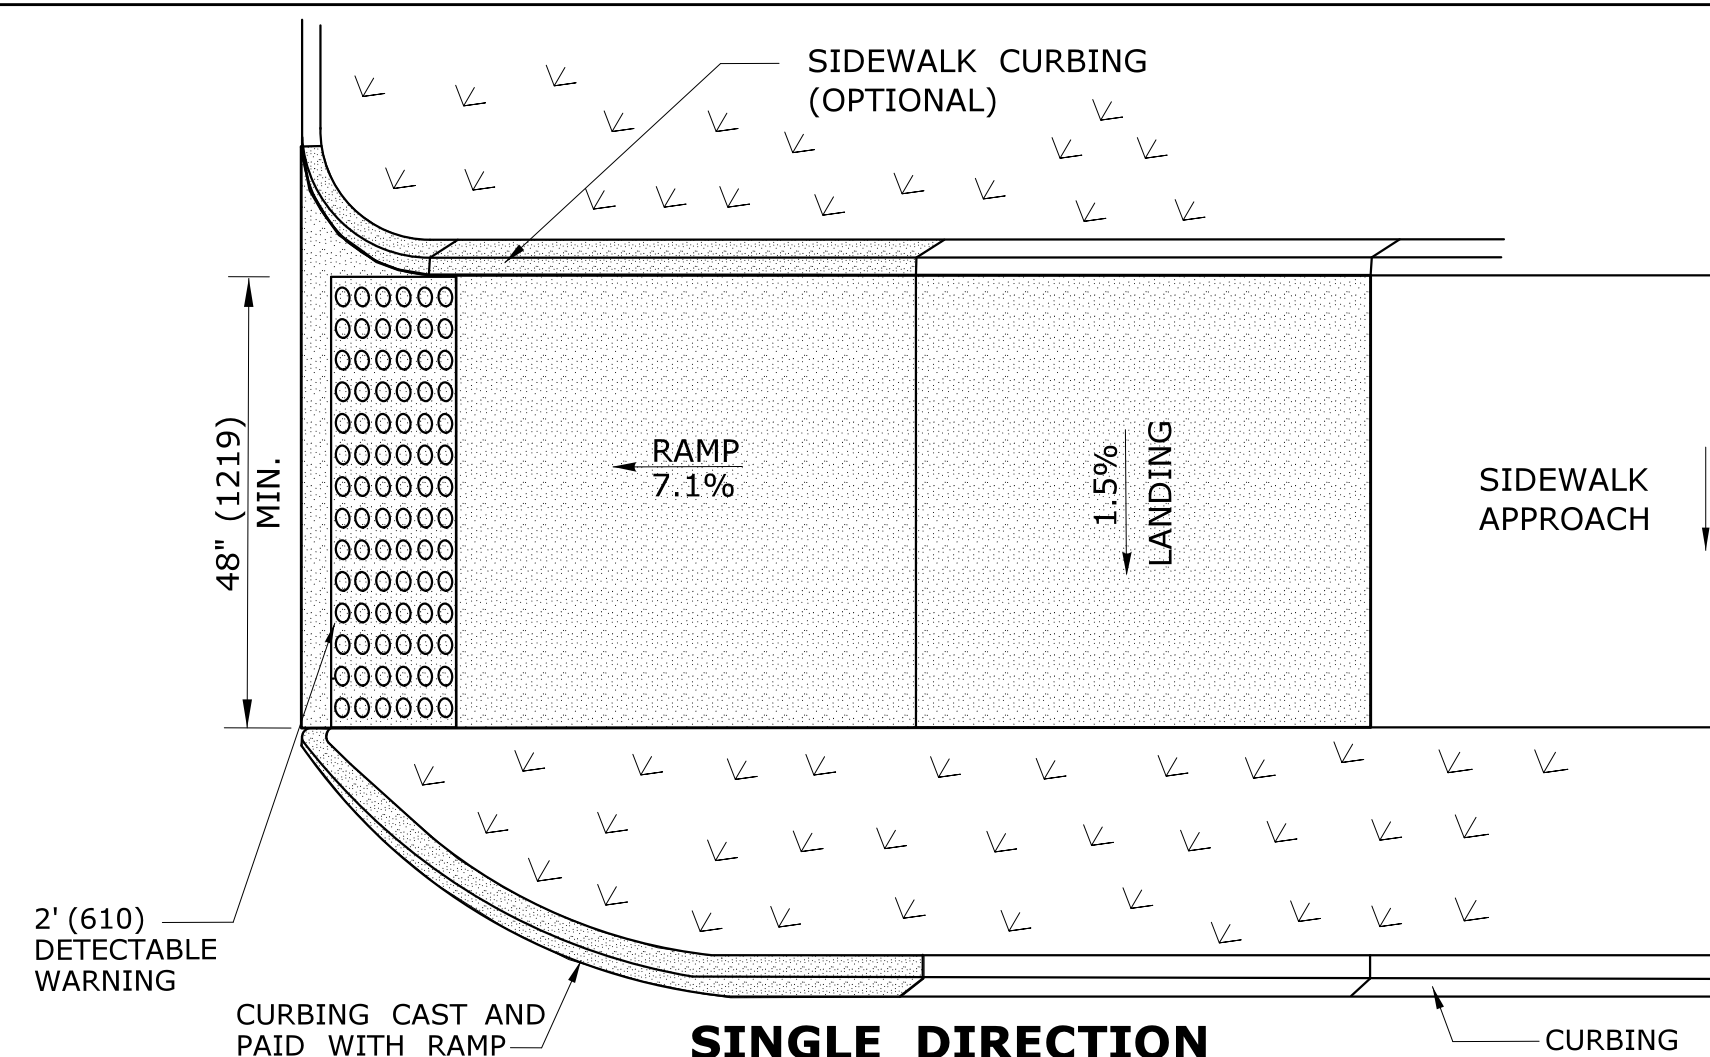 SIDEWALK CURBING
(OPTIONAL)
48" (1219)
MIN.
RAMP
7.1%
1.5%
LANDING
SIDEWALK
APPROACH
2' (610)
DETECTABLE
WARNING
CURBING CAST AND
PAID WITH RAMP
SINGLE DIRECTION
CURBING